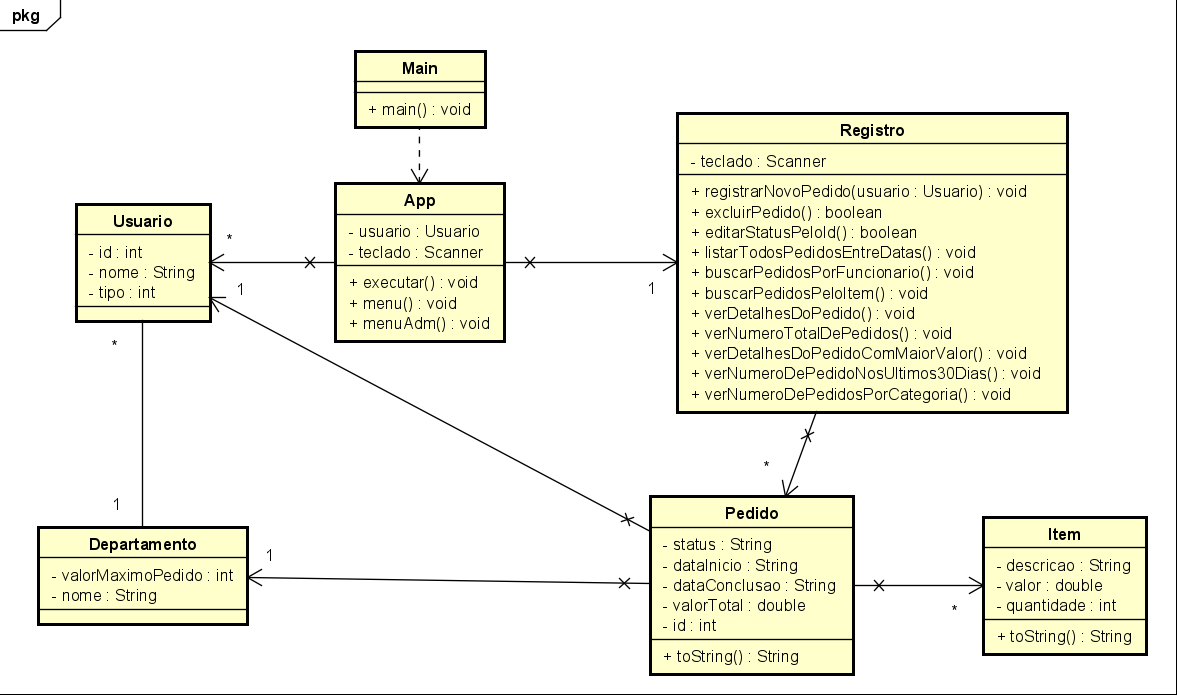 pkg
Main
+ main() : void
App
- usuario : Usuario
- teclado : Scanner
+ executar() : void
+ menu() : void
+ menuAdm() : void
Registro
- teclado : Scanner
+ registrarNovoPedido(usuario : Usuario) : void
+ excluirPedido() : boolean
+ editarStatusPeloId() : boolean
+ listarTodosPedidosEntreDatas() : void
+ buscarPedidosPorFuncionario() : void
+ buscarPedidosPeloItem() : void
+ verDetalhesDoPedido() : void
+ verNumeroTotalDePedidos() : void
+ verDetalhesDoPedidoComMaiorValor() : void
+ verNumeroDePedidoNosUltimos30Dias() : void
+ verNumeroDePedidosPorCategoria() : void
Usuario
- id : int
- nome : String
- tipo : int
*
1
1
*
1
*
Departamento
- valorMaximoPedido : int
- nome : String
1
Pedido
- status : String
- dataInicio : String
- dataConclusao : String
- valorTotal : double
- id : int
+ toString() : String
*
Item
- descricao : String
- valor : double
- quantidade : int
+ toString() : String